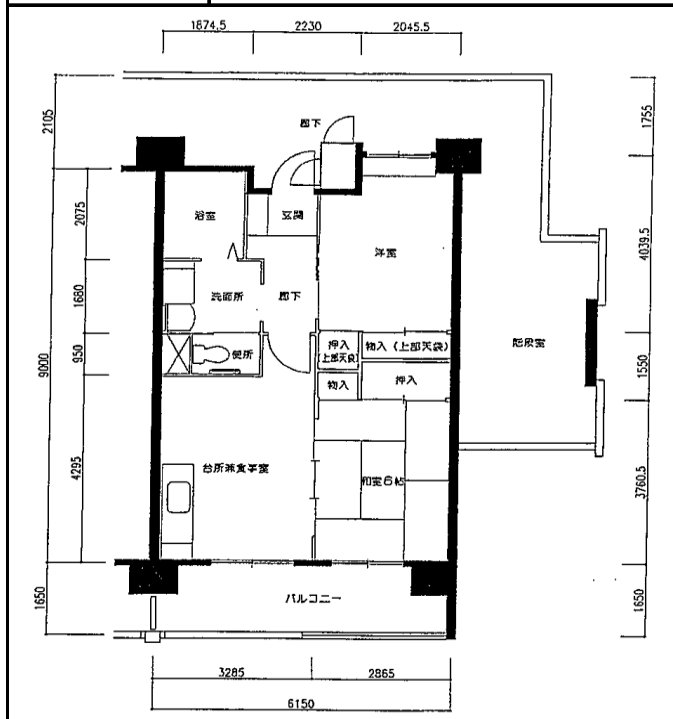 1874.5 2230 2045.5
2105
1755
廊下
浴室
玄関
洋室
2075
4039.5
洗面所
廊下
1680
押入
(上部天袋)
物入（上部天袋）
階段室
便所
950
9000
1550
物入
押入
台所兼食事室
和室6帖
4295
3760.5
バルコニー
1650
1650
3285 2865
6150